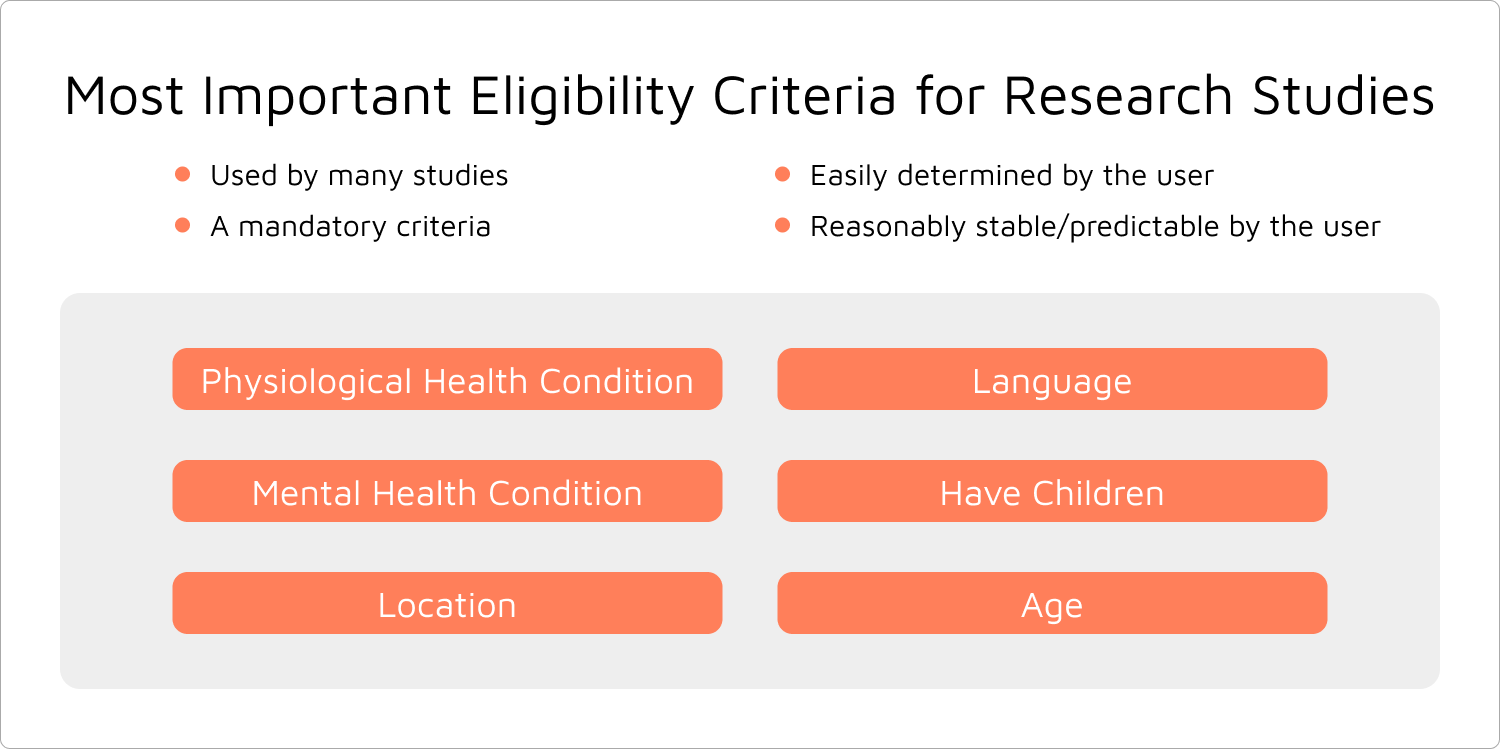 Most Important Eligibility Criteria for Research Studies
Used by many studies
A mandatory criteria
Easily determined by the user
Reasonably stable/predictable by the user
Physiological Health Condition
Language
Mental Health Condition
Have Children
Location
Age